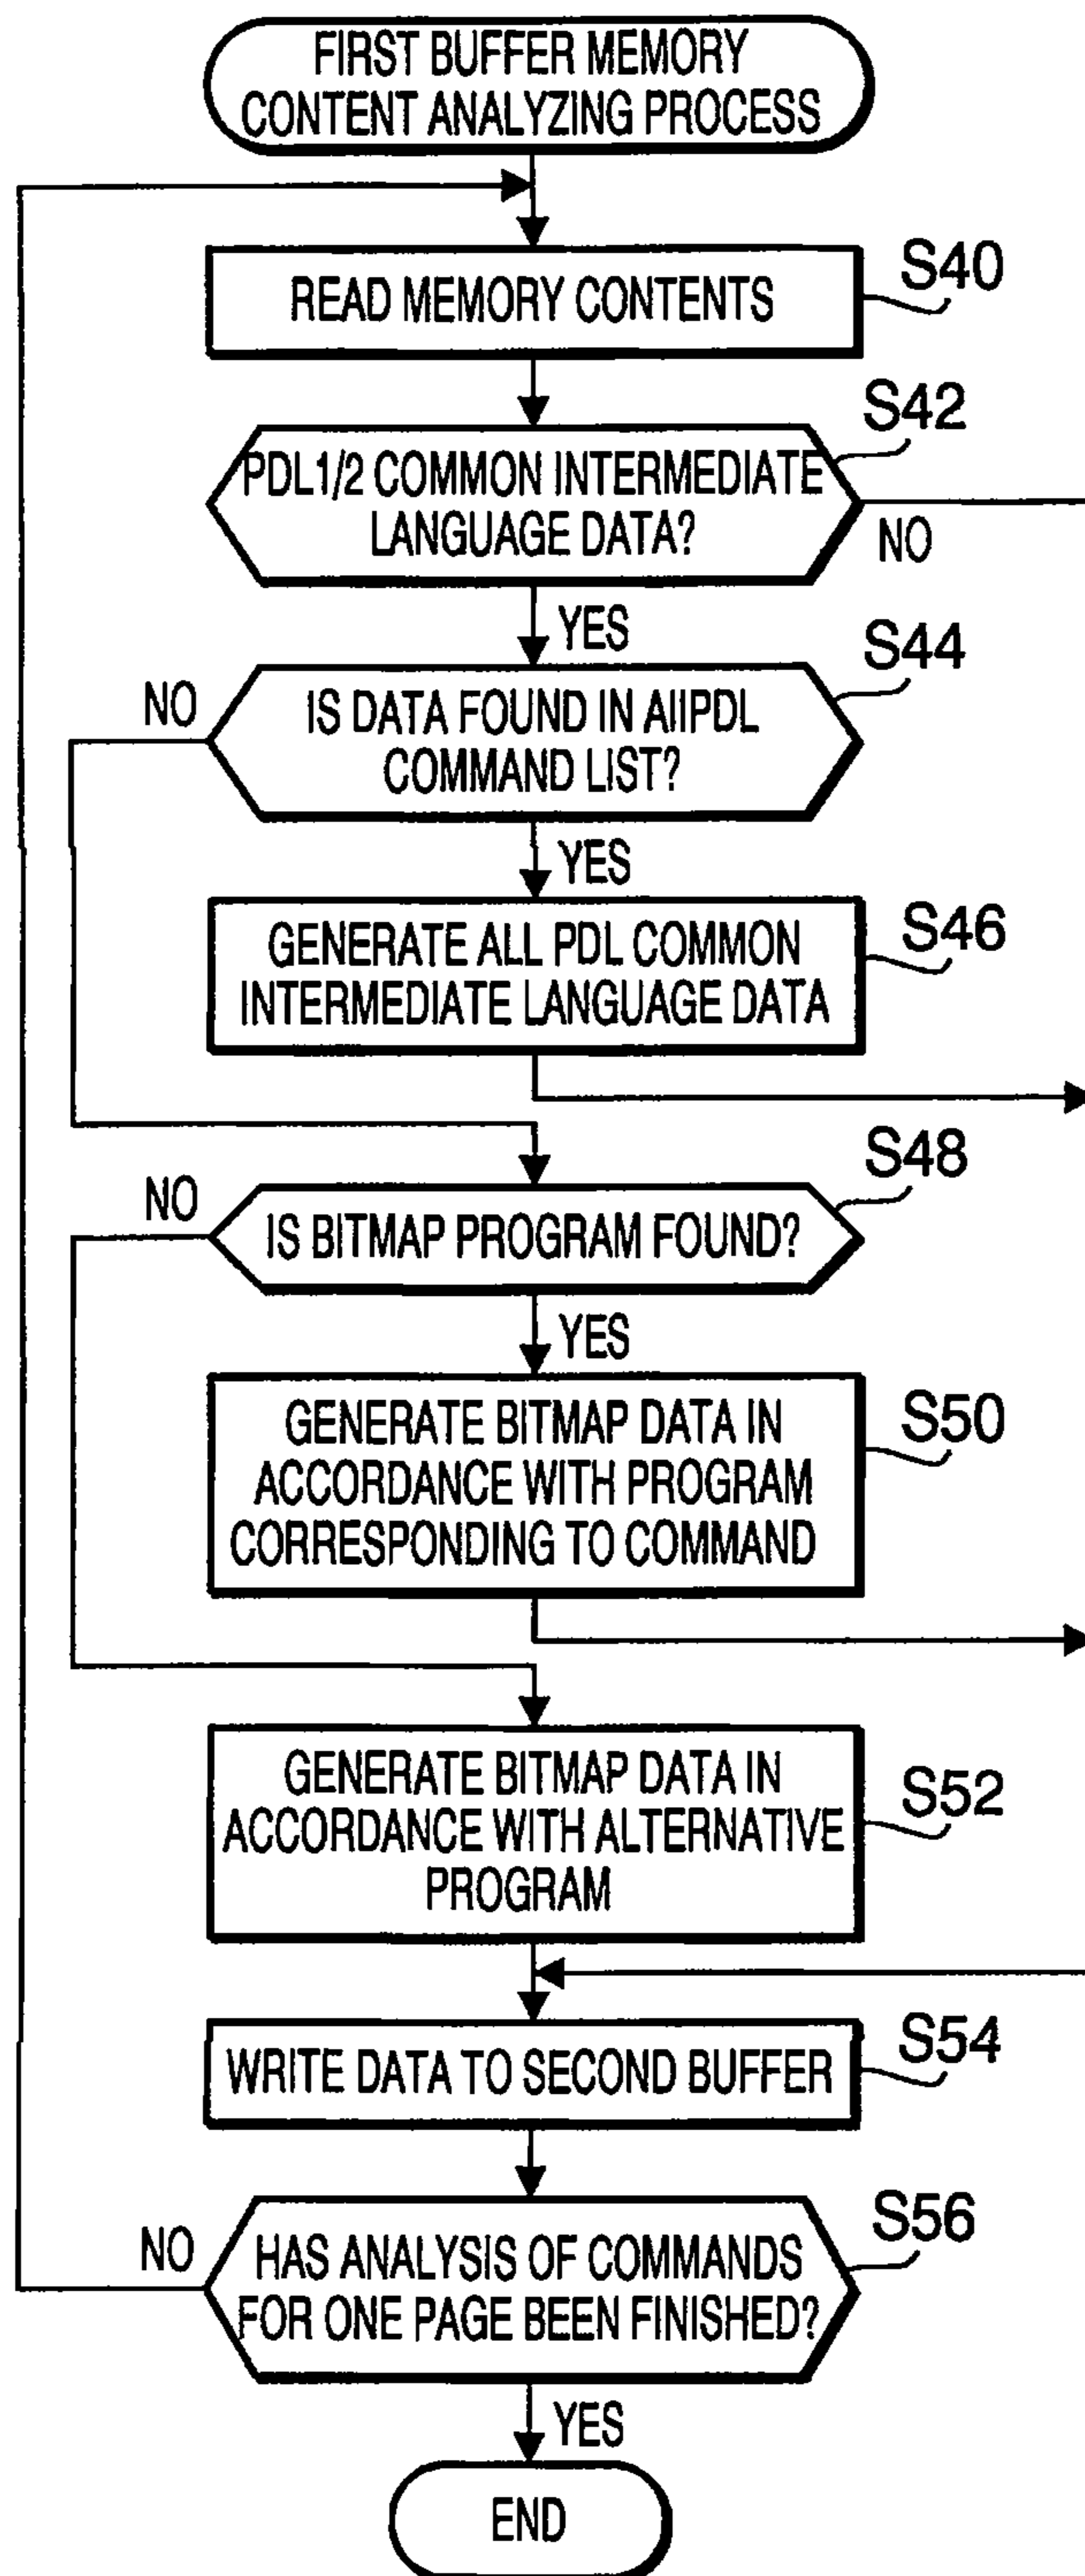 FIRST BUFFER MEMORY
CONTENT ANALYZING PROCESS
READ MEMORY CONTENTS
S40
S42
PDL1/2 COMMON INTERMEDIATE
LANGUAGE DATA?
NO
YES
S44
NO
IS DATA FOUND IN AIIPDL
COMMAND LIST?
YES
S46
GENERATE ALL PDL COMMON
INTERMEDIATE LANGUAGE DATA
S48
NO
IS BITMAP PROGRAM FOUND?
YES
S50
GENERATE BITMAP DATA IN
ACCORDANCE WITH PROGRAM
CORRESPONDING TO COMMAND
S52
GENERATE BITMAP DATA IN
ACCORDANCE WITH ALTERNATIVE
PROGRAM
S54
WRITE DATA TO SECOND BUFFER
S56
NO
HAS ANALYSIS OF COMMANDS
FOR ONE PAGE BEEN FINISHED?
YES
END